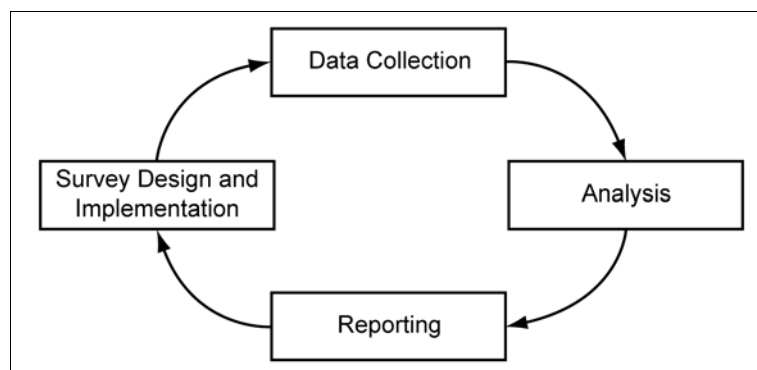 Data Collection
Survey Design and
Implementation
Analysis
Reporting